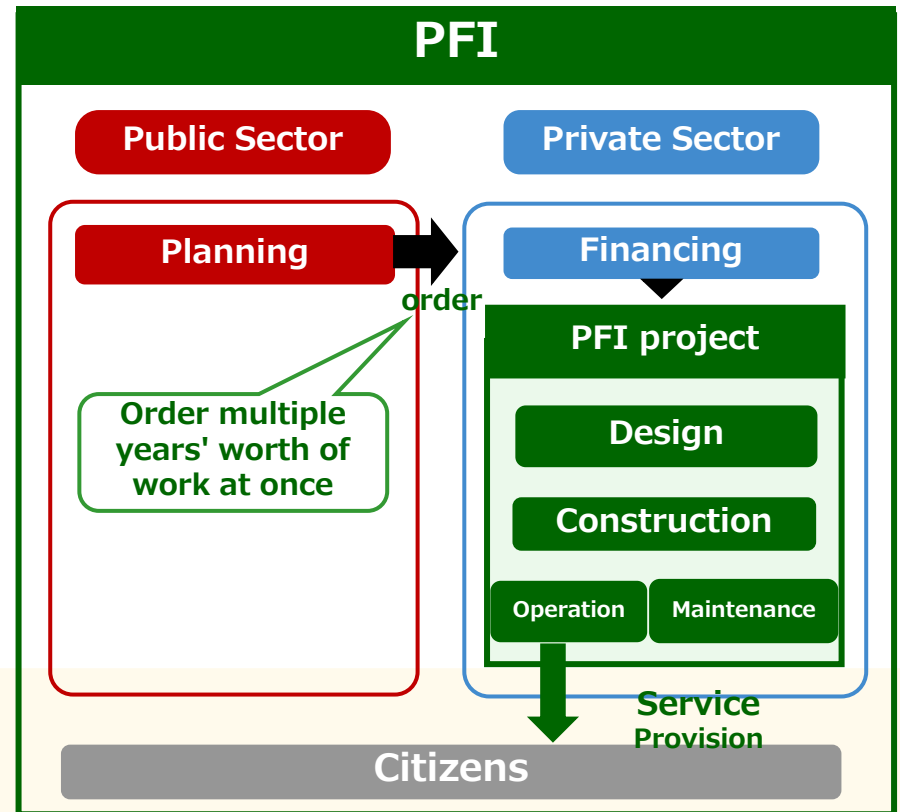 PFI
Public Sector
Private Sector
Planning
Financing
order
PFI project
Order multiple
years' worth of
work at once
Design
Construction
Operation
Maintenance
Service
Provision
Citizens